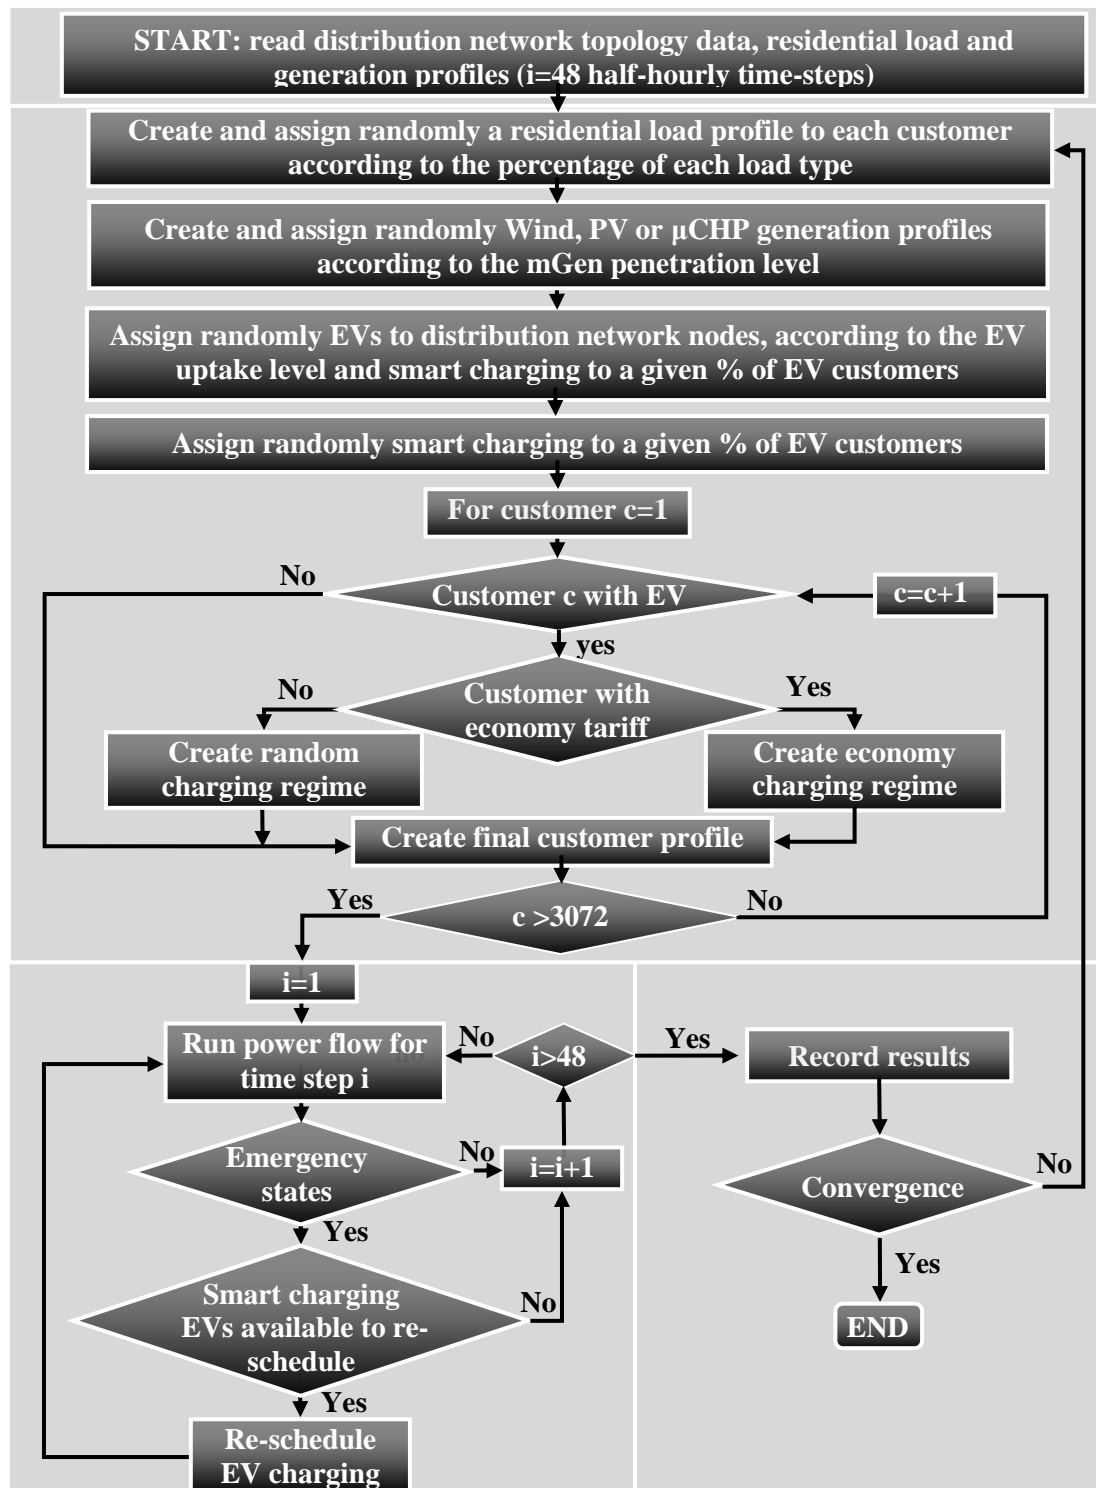 START: read distribution network topology data, residential load and
generation profiles (i=48 half-hourly time-steps)
Create and assign randomly a residential load profile to each customer
according to the percentage of each load type
Create and assign randomly Wind, PV or µCHP generation profiles
according to the mGen penetration level
Assign randomly EVs to distribution network nodes, according to the EV
uptake level and smart charging to a given % of EV customers
Assign randomly smart charging to a given % of EV customers
For customer c=1
No
Customer c with EV
c=c+1
yes
No
Customer with
economy tariff
Yes
Create random
charging regime
Create economy
charging regime
Create final customer profile
Yes
c >3072
No
i=1
Run power flow for
time step i
no
No
i>48
Yes
Record results
Emergency
states
No
i=i+1
Convergence
No
Yes
Yes
Smart charging
EVs available to re-
schedule
No
END
Yes
Re-schedule
EV charging